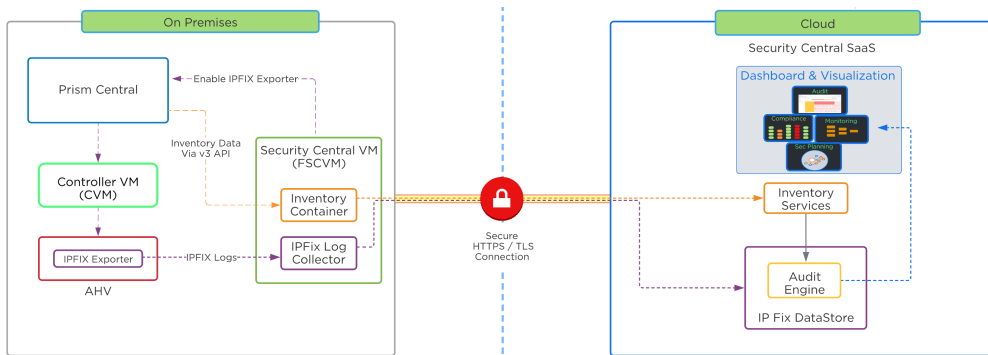 On Premises
Cloud
Security Central SaaS
Prism Central
Enable IPFIX Exporter
Inventory Data
Via v3 API
Security Central VM
(FSCVM)
Controller VM
(CVM)
Inventory
Container
IPFIX Exporter
IPFIX Logs
IPFix Log
Collector
AHV
Secure
HTTPS / TLS
Connection
Dashboard & Visualization
Audit
Compliance
Monitoring
Sec Planning
Inventory
Services
Audit
Engine
IP Fix DataStore